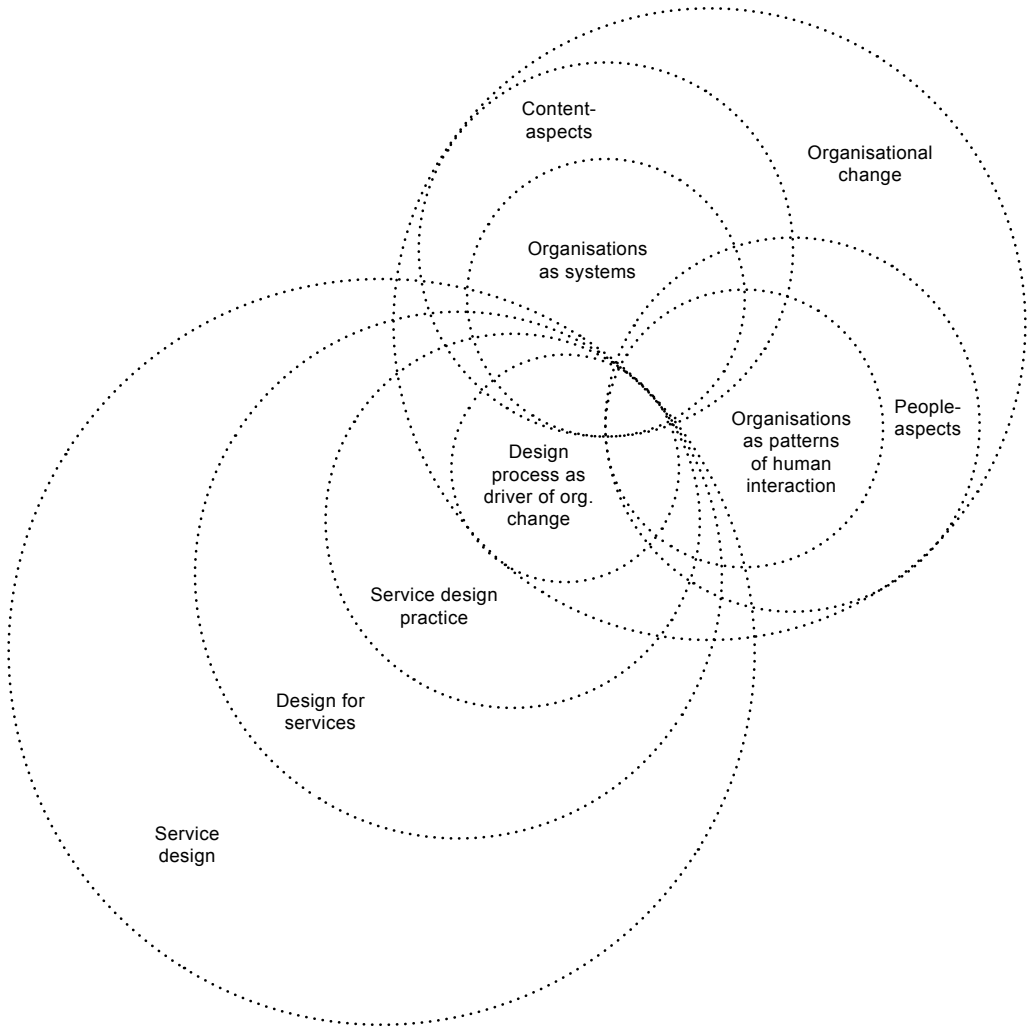 Content-
aspects
Organisational
change
Organisations
as systems
People-
aspects
Organisations
as patterns
of human
interaction
Design
process as
driver of org.
change
Service design
practice
Design for
services
Service
design